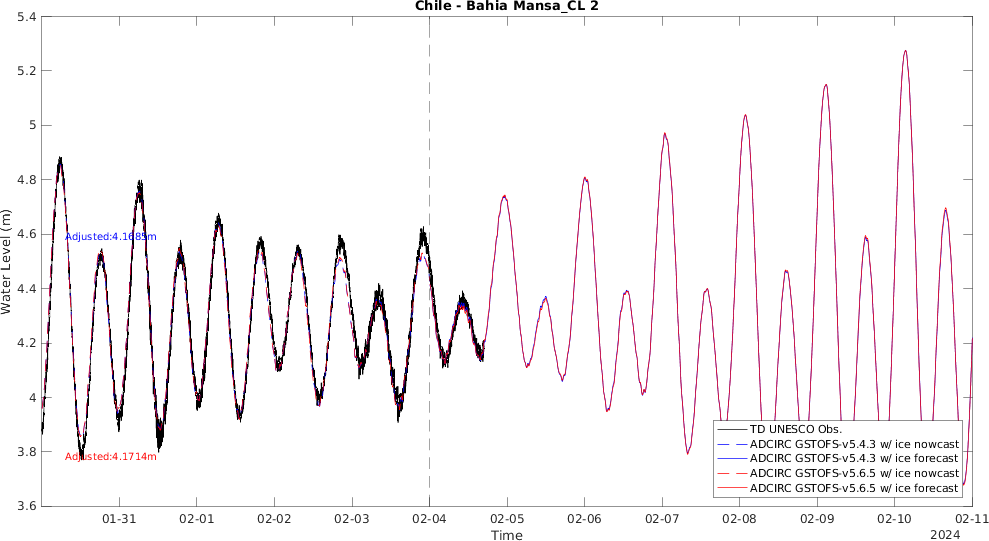 Chile - Bahia Mansa_CL 2
5.4
5.2
5
4.8
4.6
4.4
4.2
4
3.8
3.6
Water Level (m)
Adjusted:4.1685m
Adjusted:4.1714m
TD UNESCO Obs.
ADCIRC GSTOFS-v5.4.3 w/ ice nowcast
ADCIRC GSTOFS-v5.4.3 w/ ice forecast
ADCIRC GSTOFS-v5.6.5 w/ ice nowcast
ADCIRC GSTOFS-v5.6.5 w/ ice forecast
01-31 02-01 02-02 02-03 02-04 02-05 02-06 02-07 02-08 02-09 02-10 02-11
Time
2024